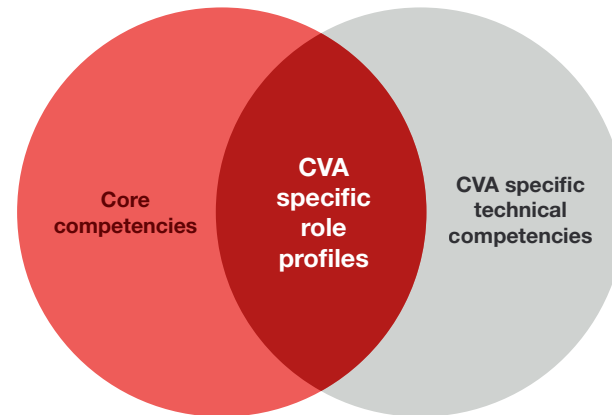 Core
competencies
CVA
specific
role
profiles
CVA specific
technical
competencies